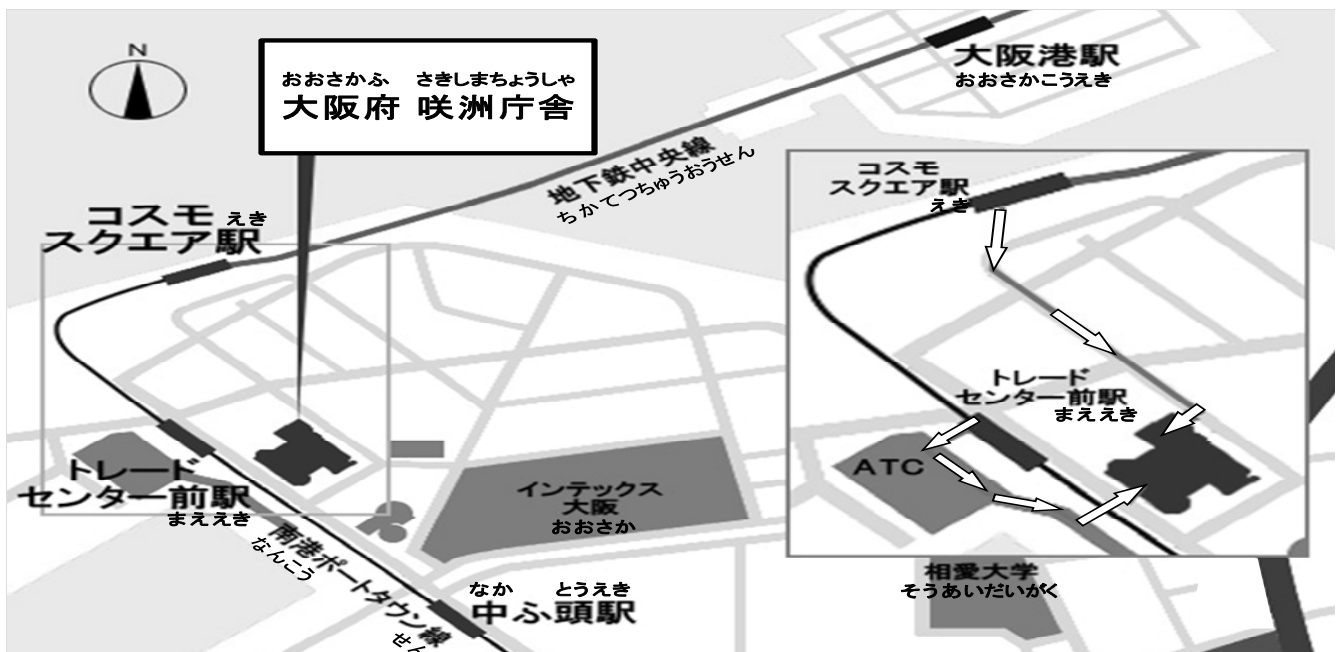 N
おおさかふ さきしまちょうしゃ
大阪府 咲洲庁舎
大阪港駅
おおさかこうえき
地下鉄中央線
ちかてつちゅうおうせん
コスモ えき
スクエア駅
トレード
センター前駅
まええき
南港ポートタウン線
なんこう せん
インテックス
大阪
おおさか
なか とうえき
中ふ頭駅
コスモ
スクエア駅
えき
トレード
センター前駅
まええき
ATC
相愛大学
そうあいだいがく